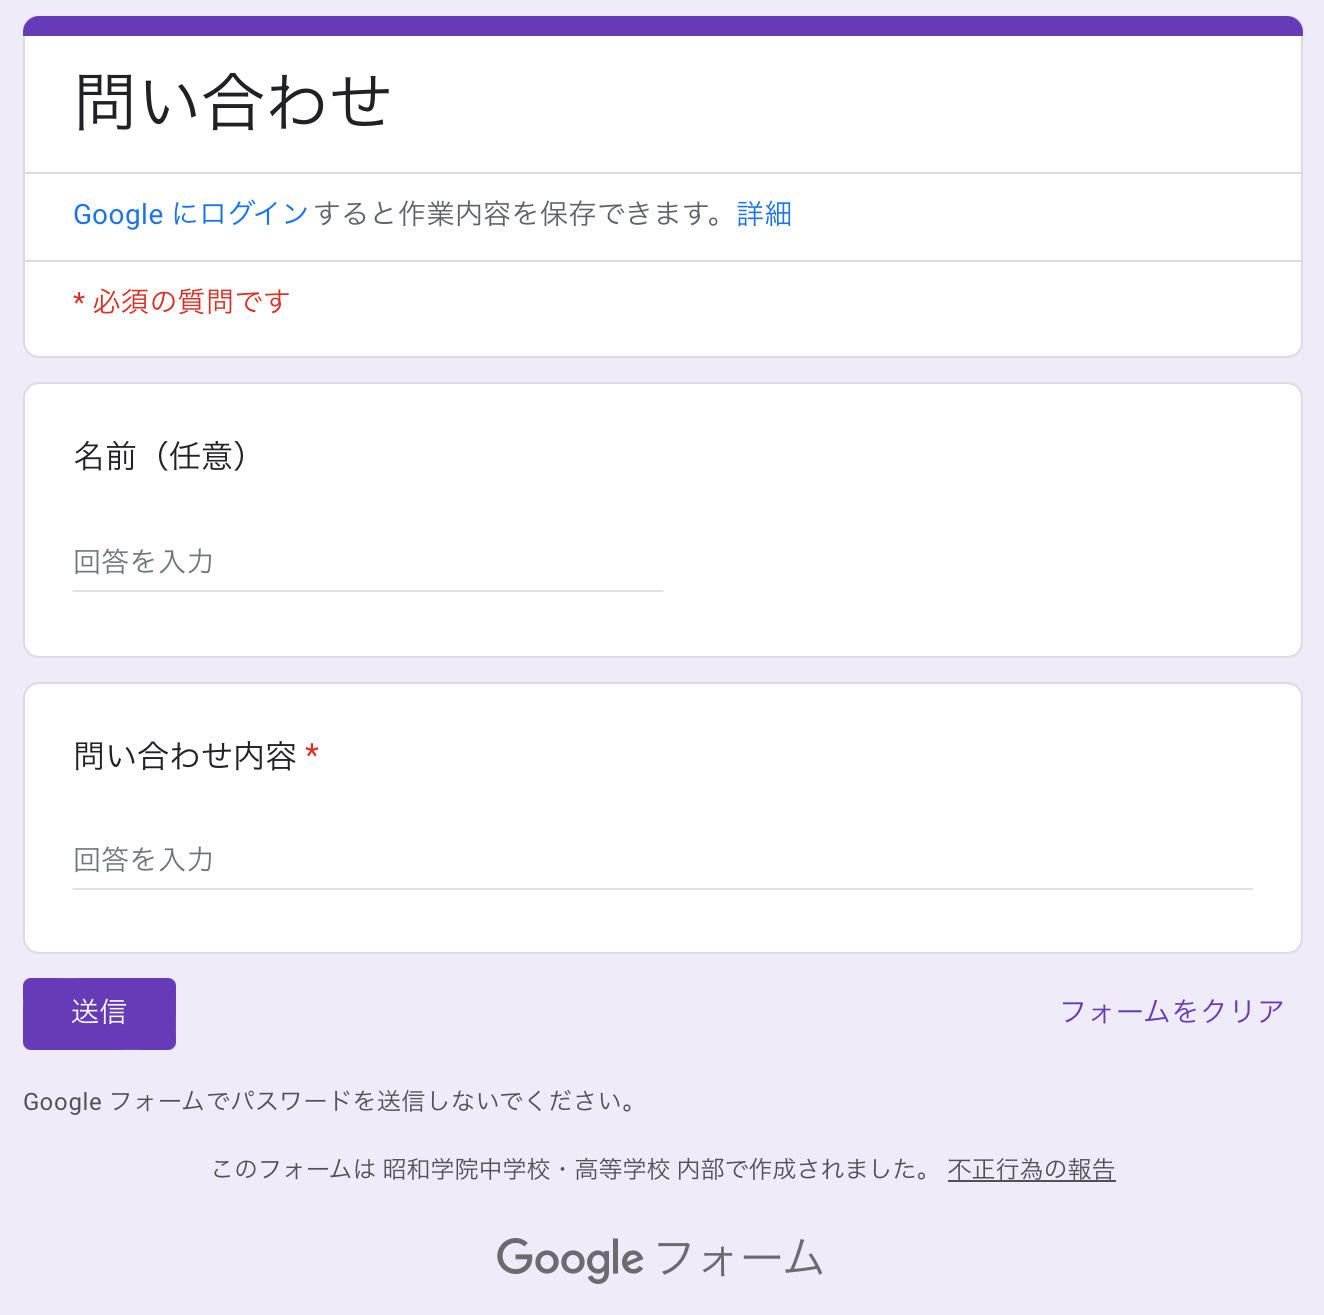 問い合わせ
Google にログインすると作業内容を保存できます。詳細
* 必須の質問です
名前（任意）
回答を入力
問い合わせ内容 *
回答を入力
送信
フォームをクリア
Google フォームでパスワードを送信しないでください。
このフォームは 昭和学院中学校・高等学校 内部で作成されました。 不正行為の報告
Google フォーム